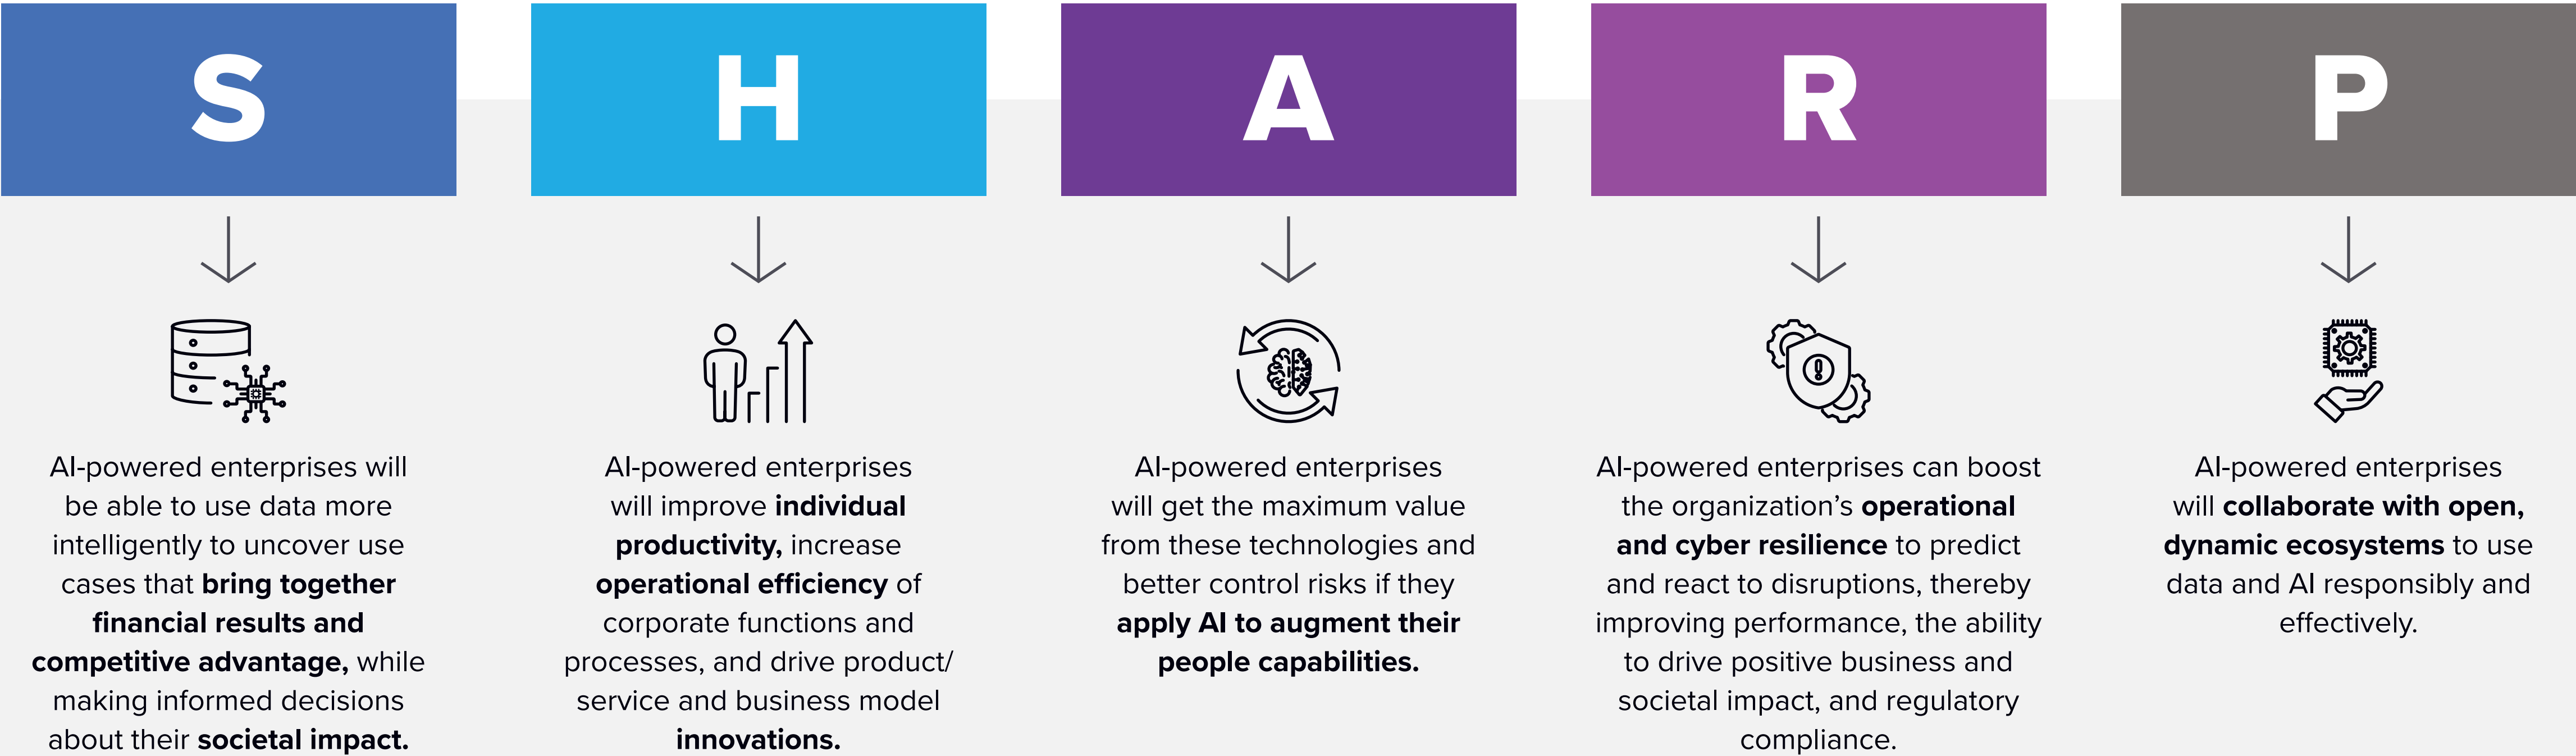 S
AI-powered enterprises will
be able to use data more
intelligently to uncover use
cases that bring together
financial results and
competitive advantage, while
making informed decisions
about their societal impact.
H
AI-powered enterprises
will improve individual
productivity, increase
operational efficiency of
corporate functions and
processes, and drive product/
service and business model
innovations.
A
AI-powered enterprises
will get the maximum value
from these technologies and
better control risks if they
apply AI to augment their
people capabilities.
R
AI-powered enterprises can boost
the organization’s operational
and cyber resilience to predict
and react to disruptions, thereby
improving performance, the ability
to drive positive business and
societal impact, and regulatory
compliance.
P
AI-powered enterprises
will collaborate with open,
dynamic ecosystems to use
data and AI responsibly and
effectively.